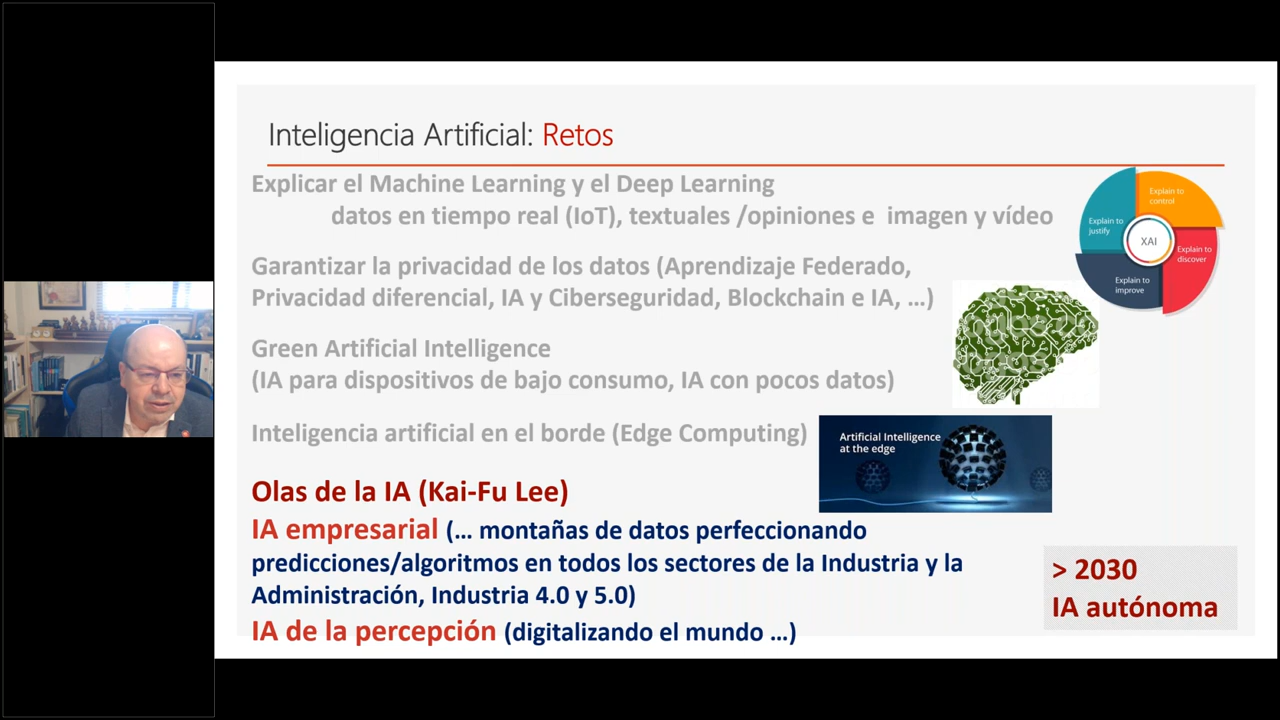 Inteligencia Artificial: Retos
Explicar el Machine Learning y el Deep Learning
datos en tiempo real (IoT), textuales /opiniones e imagen y vídeo
Explain to
control
Explain to
justify
XAI
Explain to
discover
Explain to
improve
Garantizar la privacidad de los datos (Aprendizaje Federado,
Privacidad diferencial, IA y Ciberseguridad, Blockchain e IA, ...)
Green Artificial Intelligence
(IA para dispositivos de bajo consumo, IA con pocos datos)
Inteligencia artificial en el borde (Edge Computing)
Artificial Intelligence
at the edge
Olas de la IA (Kai-Fu Lee)
IA empresarial (... montañas de datos perfeccionando
predicciones/algoritmos en todos los sectores de la Industria y la
Administración, Industria 4.0 y 5.0)
IA de la percepción (digitalizando el mundo ...)
> 2030
IA autónoma